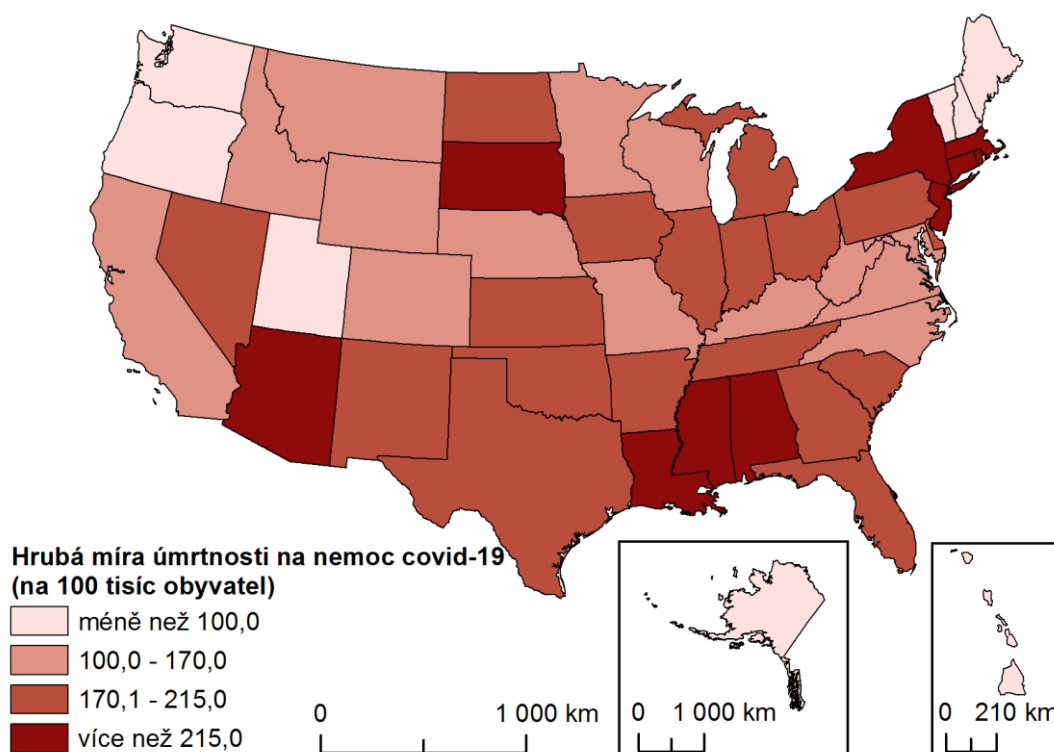 Hrubá míra úmrtnosti na nemoc covid-19
(na 100 tisíc obyvatel)
méně než 100,0
100,0 - 170,0
170,1 - 215,0
více než 215,0
0 1 000 km
0 1 000 km
0 210 km